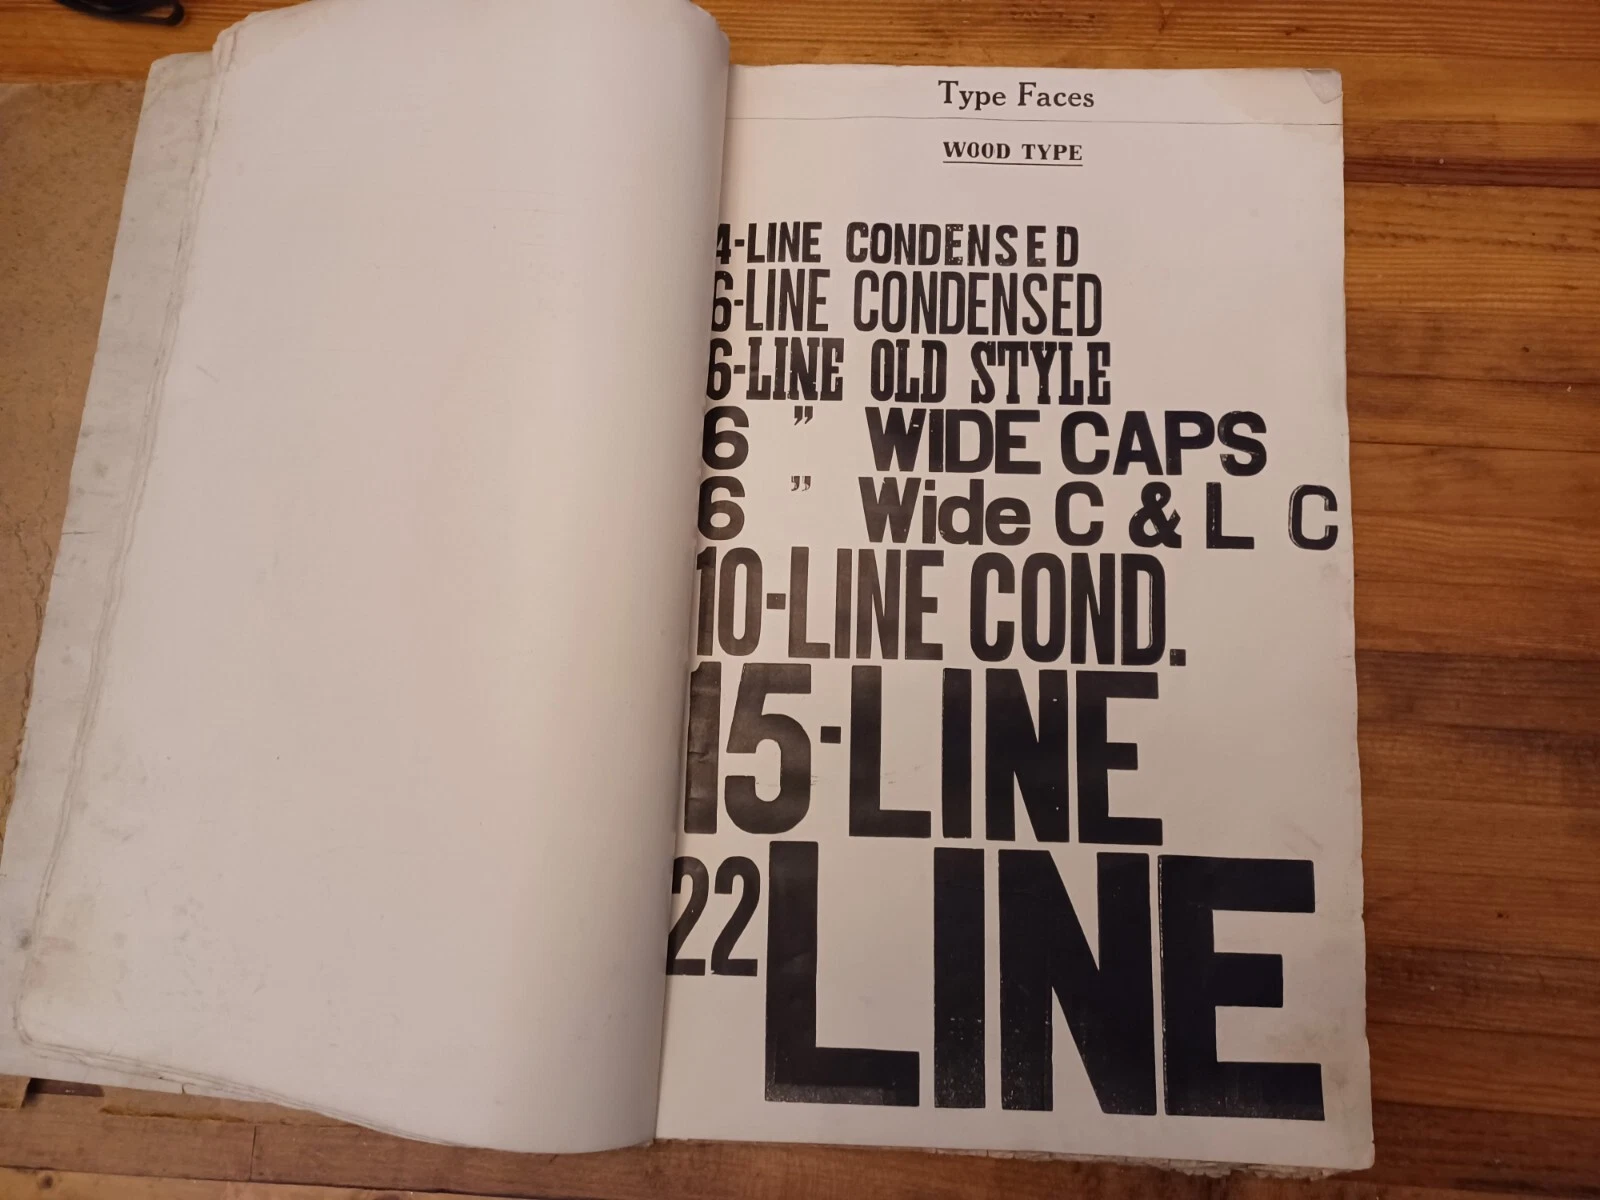 Type Faces
WOOD TYPE
4-LINE CONDENSED
6-LINE CONDENSED
6-LINE OLD STYLE
6 " WIDE CAPS
6 " Wide C & L C
10-LINE COND.
15-LINE
22 LINE